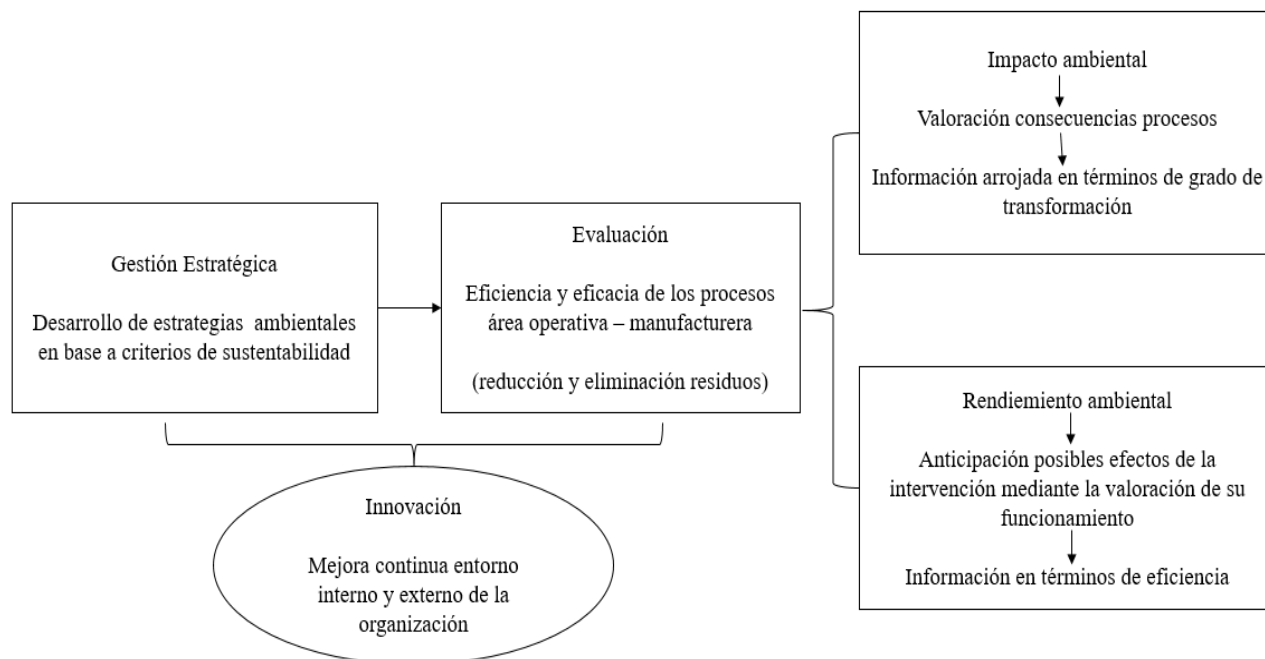 Gestión Estratégica
Desarrollo de estrategias ambientales
en base a criterios de sustentabilidad
Evaluación
Eficiencia y eficacia de los procesos
área operativa – manufacturera
(reducción y eliminación residuos)
Innovación
Mejora continua entorno
interno y externo de la
organización
Impacto ambiental
Valoración consecuencias procesos
Información arrojada en términos de grado de
transformación
Rendiemiento ambiental
Anticipación posibles efectos de la
intervención mediante la valoración de su
funcionamiento
Información en términos de eficiencia